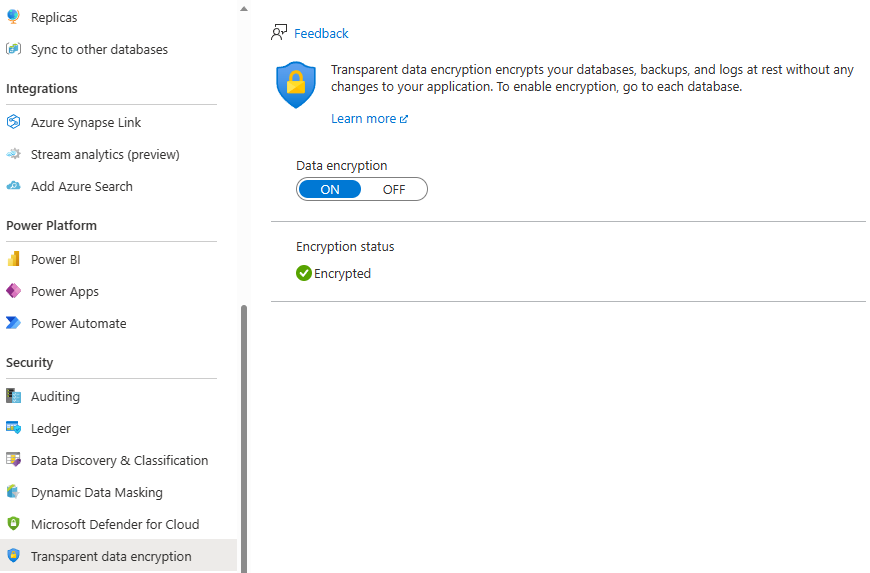 Replicas
Sync to other databases
Integrations
Azure Synapse Link
Stream analytics (preview)
Add Azure Search
Power Platform
Power BI
Power Apps
Power Automate
Security
Auditing
Ledger
Data Discovery & Classification
Dynamic Data Masking
Microsoft Defender for Cloud
Transparent data encryption
Feedback
Transparent data encryption encrypts your databases, backups, and logs at rest without any
changes to your application. To enable encryption, go to each database.
Learn more
Data encryption
ON OFF
Encryption status
Encrypted